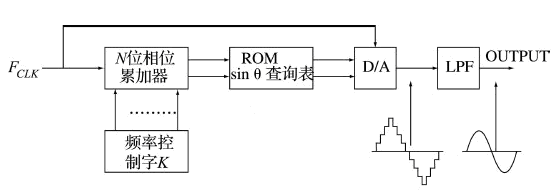 F_CLK
N位相位
累加器
ROM
sin θ 查询表
D/A
LPF
OUTPUT
频率控
制字K